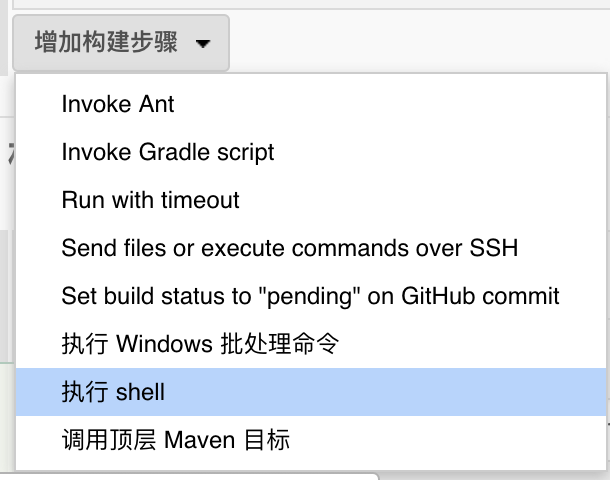 增加构建步骤
Invoke Ant
Invoke Gradle script
Run with timeout
Send files or execute commands over SSH
Set build status to "pending" on GitHub commit
执行 Windows 批处理命令
执行 shell
调用顶层 Maven 目标